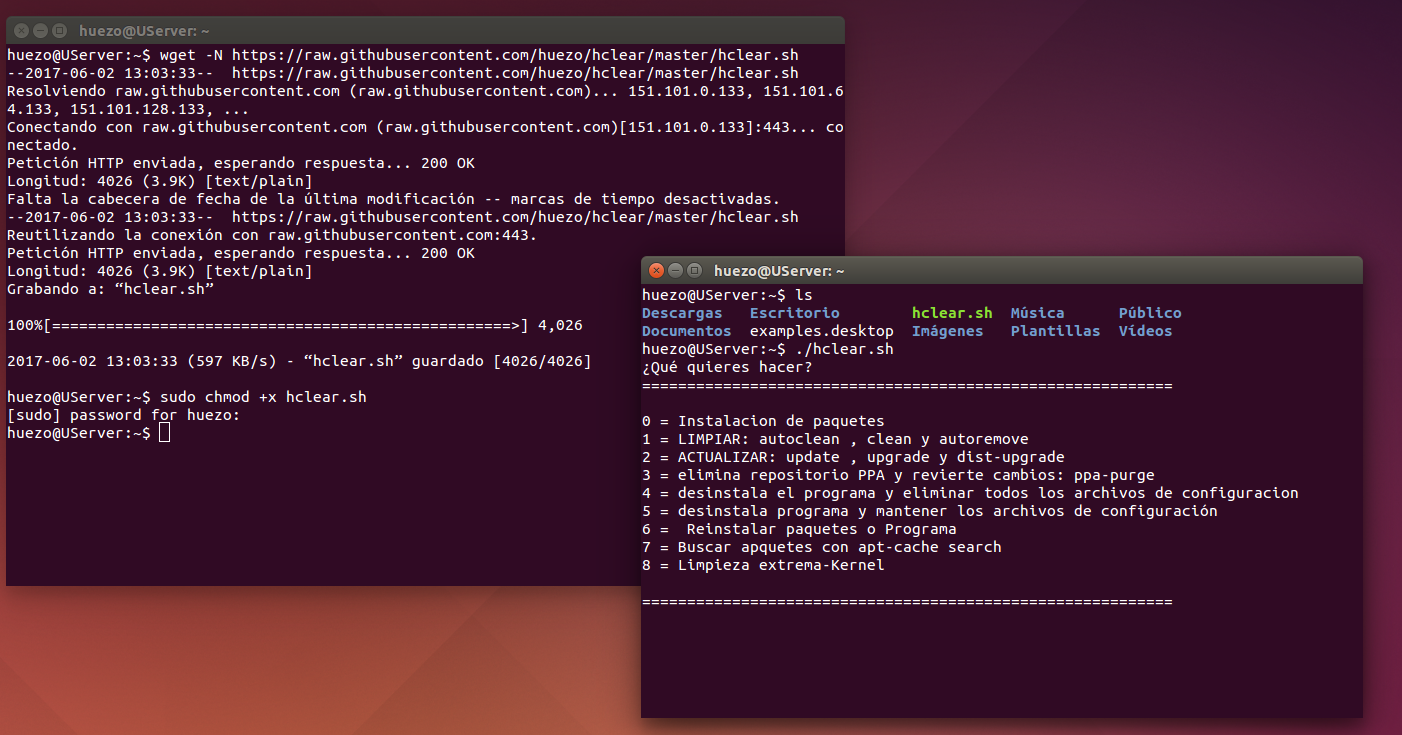 huezo@UServer: ~
huezo@UServer:~$ wget -N https://raw.githubusercontent.com/huezo/hclear/master/hclear.sh
--2017-06-02 13:03:33--  https://raw.githubusercontent.com/huezo/hclear/master/hclear.sh
Resolviendo raw.githubusercontent.com (raw.githubusercontent.com)... 151.101.0.133, 151.101.6
4.133, 151.101.128.133, ...
Conectando con raw.githubusercontent.com (raw.githubusercontent.com)[151.101.0.133]:443... co
nectado.
Petición HTTP enviada, esperando respuesta... 200 OK
Longitud: 4026 (3.9K) [text/plain]
Falta la cabecera de fecha de la última modificación -- marcas de tiempo desactivadas.
--2017-06-02 13:03:33--  https://raw.githubusercontent.com/huezo/hclear/master/hclear.sh
Reutilizando la conexión con raw.githubusercontent.com:443.
Petición HTTP enviada, esperando respuesta... 200 OK
Longitud: 4026 (3.9K) [text/plain]
Grabando a: “hclear.sh”
100%[===================================================>] 4,026
2017-06-02 13:03:33 (597 KB/s) - “hclear.sh” guardado [4026/4026]
huezo@UServer:~$ sudo chmod +x hclear.sh
[sudo] password for huezo:
huezo@UServer:~$
huezo@UServer: ~
huezo@UServer:~$ ls
Descargas   Escritorio        hclear.sh  Música      Público
Documentos  examples.desktop  Imágenes   Plantillas  Vídeos
huezo@UServer:~$ ./hclear.sh
¿Qué quieres hacer?
===========================================================
0 = Instalacion de paquetes
1 = LIMPIAR: autoclean , clean y autoremove
2 = ACTUALIZAR: update , upgrade y dist-upgrade
3 = elimina repositorio PPA y revierte cambios: ppa-purge
4 = desinstala el programa y eliminar todos los archivos de configuracion
5 = desinstala programa y mantener los archivos de configuración
6 =  Reinstalar paquetes o Programa
7 = Buscar apquetes con apt-cache search
8 = Limpieza extrema-Kernel
===========================================================